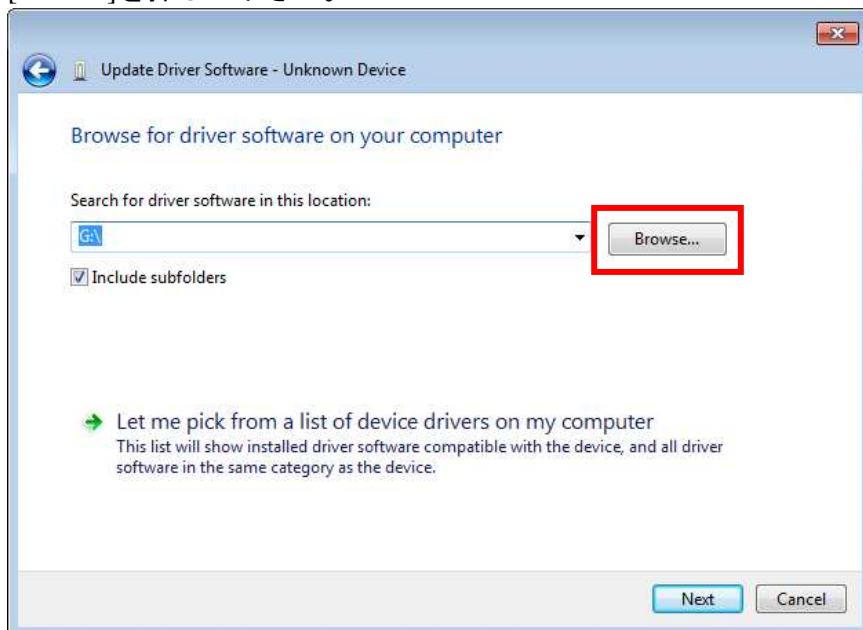 Update Driver Software - Unknown Device
Browse for driver software on your computer
Search for driver software in this location:
G:\
Browse...
Include subfolders
Let me pick from a list of device drivers on my computer
This list will show installed driver software compatible with the device, and all driver
software in the same category as the device.
Next Cancel